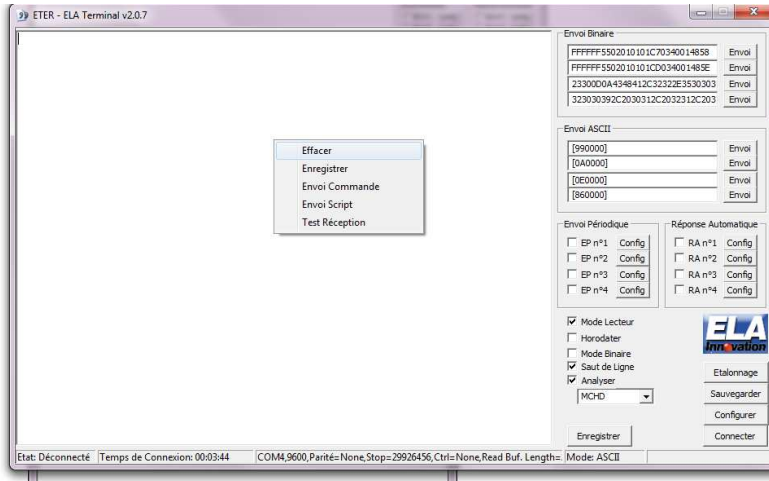 ETER - ELA Terminal v2.0.7
Envoi Binaire
FFFFFF5502010101C70340014858 Envoi
FFFFFF5502010101CD034001485E Envoi
23300D0A4348412C32322E3530303 Envoi
323030392C2030312C2032312C203 Envoi
Envoi ASCII
[990000] Envoi
[0A0000] Envoi
[0E0000] Envoi
[860000] Envoi
Effacer
Enregistrer
Envoi Commande
Envoi Script
Test Réception
Envoi Périodique
EP n°1 Config
EP n°2 Config
EP n°3 Config
EP n°4 Config
Réponse Automatique
RA n°1 Config
RA n°2 Config
RA n°3 Config
RA n°4 Config
Mode Lecteur
Horodater
Mode Binaire
Saut de Ligne
Analyser
MCHD
ELA
Innovation
Etalonnage
Sauvegarder
Configurer
Enregistrer
Connecter
Etat: Déconnecté Temps de Connexion: 00:03:44 COM4,9600,Parité=None,Stop=29926456,Ctrl=None,Read Buf. Length= Mode: ASCII